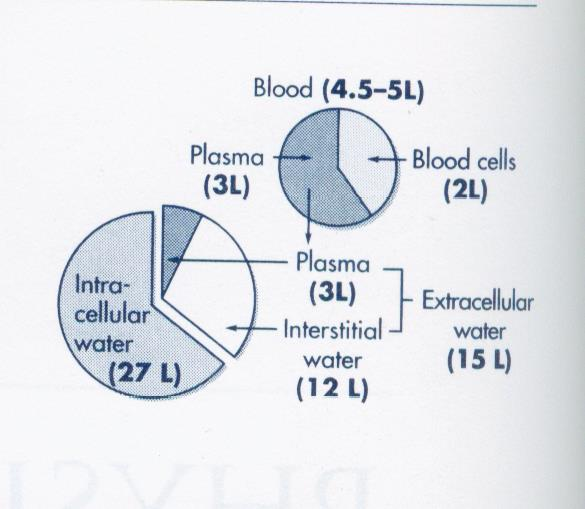 Blood (4.5–5L)
Plasma
(3L)
Blood cells
(2L)
Plasma
(3L)
Interstitial
water
(12 L)
Extracellular
water
(15 L)
Intra-
cellular
water
(27 L)